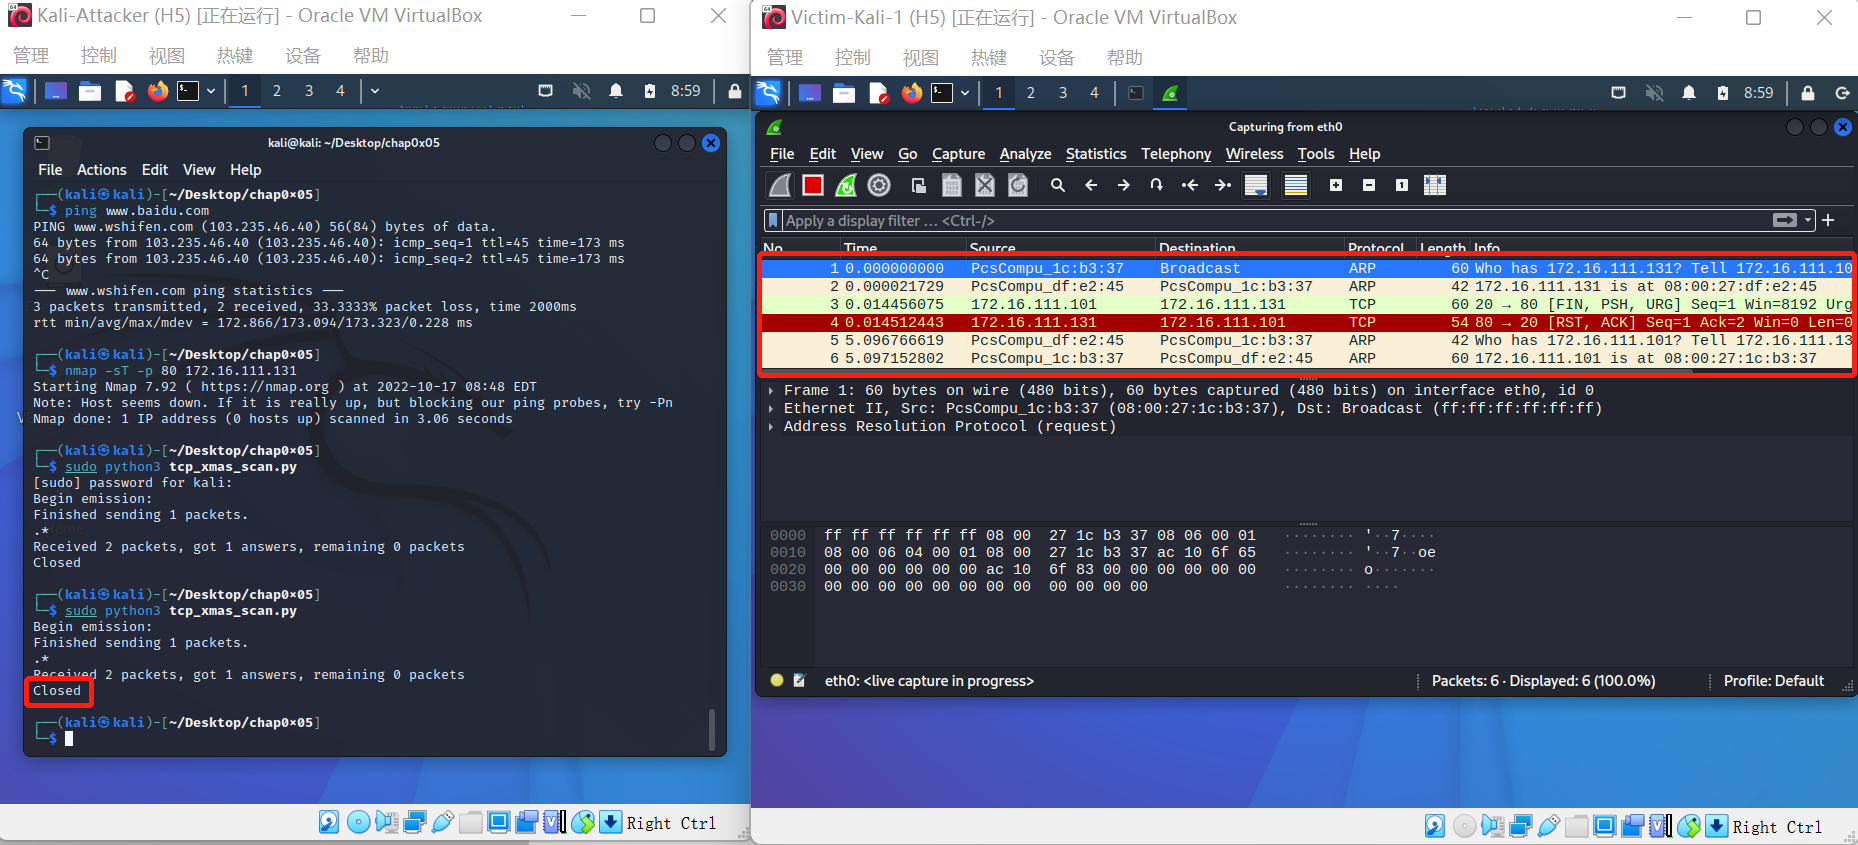 Kali-Attacker (H5) [正在运行] - Oracle VM VirtualBox
管理 控制 视图 热键 设备 帮助
1 2 3 4 8:59
kali@kali: ~/Desktop/chap0x05
File Actions Edit View Help
┌──(kali㉿kali)-[~/Desktop/chap0×05]
└─$ ping www.baidu.com
PING www.wshifen.com (103.235.46.40) 56(84) bytes of data.
64 bytes from 103.235.46.40 (103.235.46.40): icmp_seq=1 ttl=45 time=173 ms
64 bytes from 103.235.46.40 (103.235.46.40): icmp_seq=2 ttl=45 time=173 ms
^C
─── www.wshifen.com ping statistics ───
3 packets transmitted, 2 received, 33.3333% packet loss, time 2000ms
rtt min/avg/max/mdev = 172.866/173.094/173.323/0.228 ms
┌──(kali㉿kali)-[~/Desktop/chap0×05]
└─$ nmap -sT -p 80 172.16.111.131
Starting Nmap 7.92 ( https://nmap.org ) at 2022-10-17 08:48 EDT
Note: Host seems down. If it is really up, but blocking our ping probes, try -Pn
Nmap done: 1 IP address (0 hosts up) scanned in 3.06 seconds
┌──(kali㉿kali)-[~/Desktop/chap0×05]
└─$ sudo python3 tcp_xmas_scan.py
[sudo] password for kali:
Begin emission:
Finished sending 1 packets.
.*
Received 2 packets, got 1 answers, remaining 0 packets
Closed
┌──(kali㉿kali)-[~/Desktop/chap0×05]
└─$ sudo python3 tcp_xmas_scan.py
Begin emission:
Finished sending 1 packets.
.*
Received 2 packets, got 1 answers, remaining 0 packets
Closed
┌──(kali㉿kali)-[~/Desktop/chap0×05]
└─$
Right Ctrl
Victim-Kali-1 (H5) [正在运行] - Oracle VM VirtualBox
管理 控制 视图 热键 设备 帮助
1 2 3 4 8:59
Capturing from eth0
File Edit View Go Capture Analyze Statistics Telephony Wireless Tools Help
Apply a display filter … <Ctrl-/>
No. Time Source Destination Protocol Length Info
1 0.000000000 PcsCompu_1c:b3:37 Broadcast ARP 60 Who has 172.16.111.131? Tell 172.16.111.10
2 0.000021729 PcsCompu_df:e2:45 PcsCompu_1c:b3:37 ARP 42 172.16.111.131 is at 08:00:27:df:e2:45
3 0.014456075 172.16.111.101 172.16.111.131 TCP 60 20 → 80 [FIN, PSH, URG] Seq=1 Win=8192 Urg
4 0.014512443 172.16.111.131 172.16.111.101 TCP 54 80 → 20 [RST, ACK] Seq=1 Ack=2 Win=0 Len=0
5 5.096766619 PcsCompu_df:e2:45 PcsCompu_1c:b3:37 ARP 42 Who has 172.16.111.101? Tell 172.16.111.13
6 5.097152802 PcsCompu_1c:b3:37 PcsCompu_df:e2:45 ARP 60 172.16.111.101 is at 08:00:27:1c:b3:37
Frame 1: 60 bytes on wire (480 bits), 60 bytes captured (480 bits) on interface eth0, id 0
Ethernet II, Src: PcsCompu_1c:b3:37 (08:00:27:1c:b3:37), Dst: Broadcast (ff:ff:ff:ff:ff:ff)
Address Resolution Protocol (request)
0000 ff ff ff ff ff ff 08 00 27 1c b3 37 08 06 00 01 ········ '··7····
0010 08 00 06 04 00 01 08 00 27 1c b3 37 ac 10 6f 65 ········ '··7··oe
0020 00 00 00 00 00 00 ac 10 6f 83 00 00 00 00 00 00 ········ o·······
0030 00 00 00 00 00 00 00 00 00 00 00 00 ········ ····
eth0: <live capture in progress> Packets: 6 · Displayed: 6 (100.0%) Profile: Default
Right Ctrl